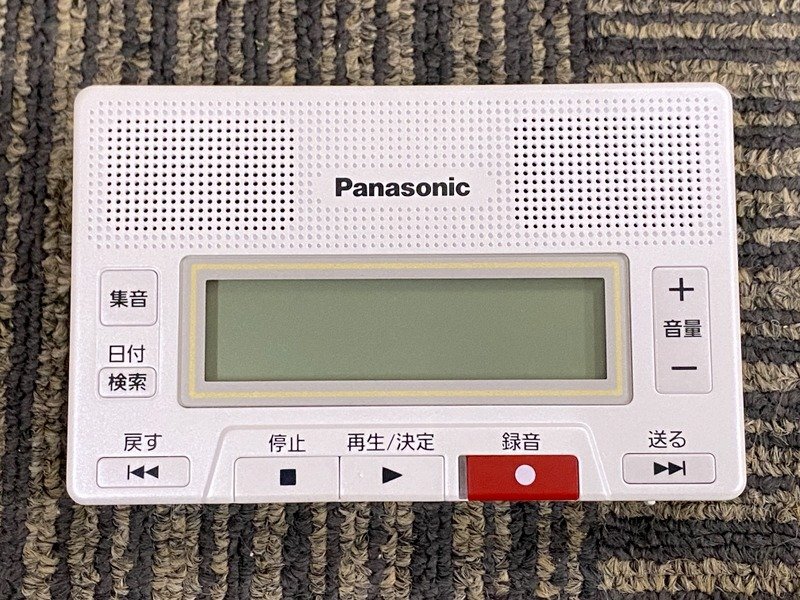 Panasonic
集音
日付
検索
+
音量
−
戻す
停止
再生/決定
録音
送る